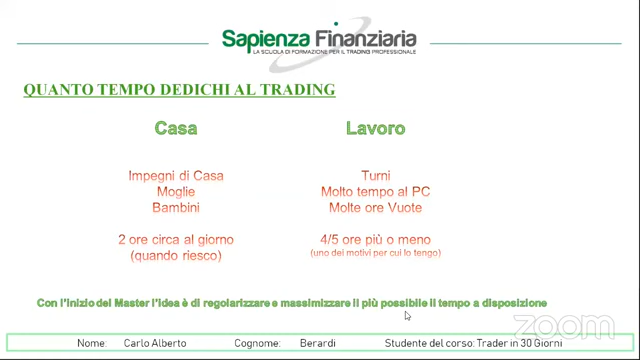 Sapienza Finanziaria
LA SCUOLA DI FORMAZIONE PER IL TRADING PROFESSIONALE
QUANTO TEMPO DEDICHI AL TRADING
Casa
Impegni di Casa
Moglie
Bambini
2 ore circa al giorno
(quando riesco)
Lavoro
Turni
Molto tempo al PC
Molte ore Vuote
4/5 ore più o meno
(uno dei motivi per cui lo tengo)
Con l'inizio del Master l'idea è di regolarizzare e massimizzare il più possibile il tempo a disposizione
zoom
Nome: Carlo Alberto Cognome: Berardi Studente del corso: Trader in 30 Giorni